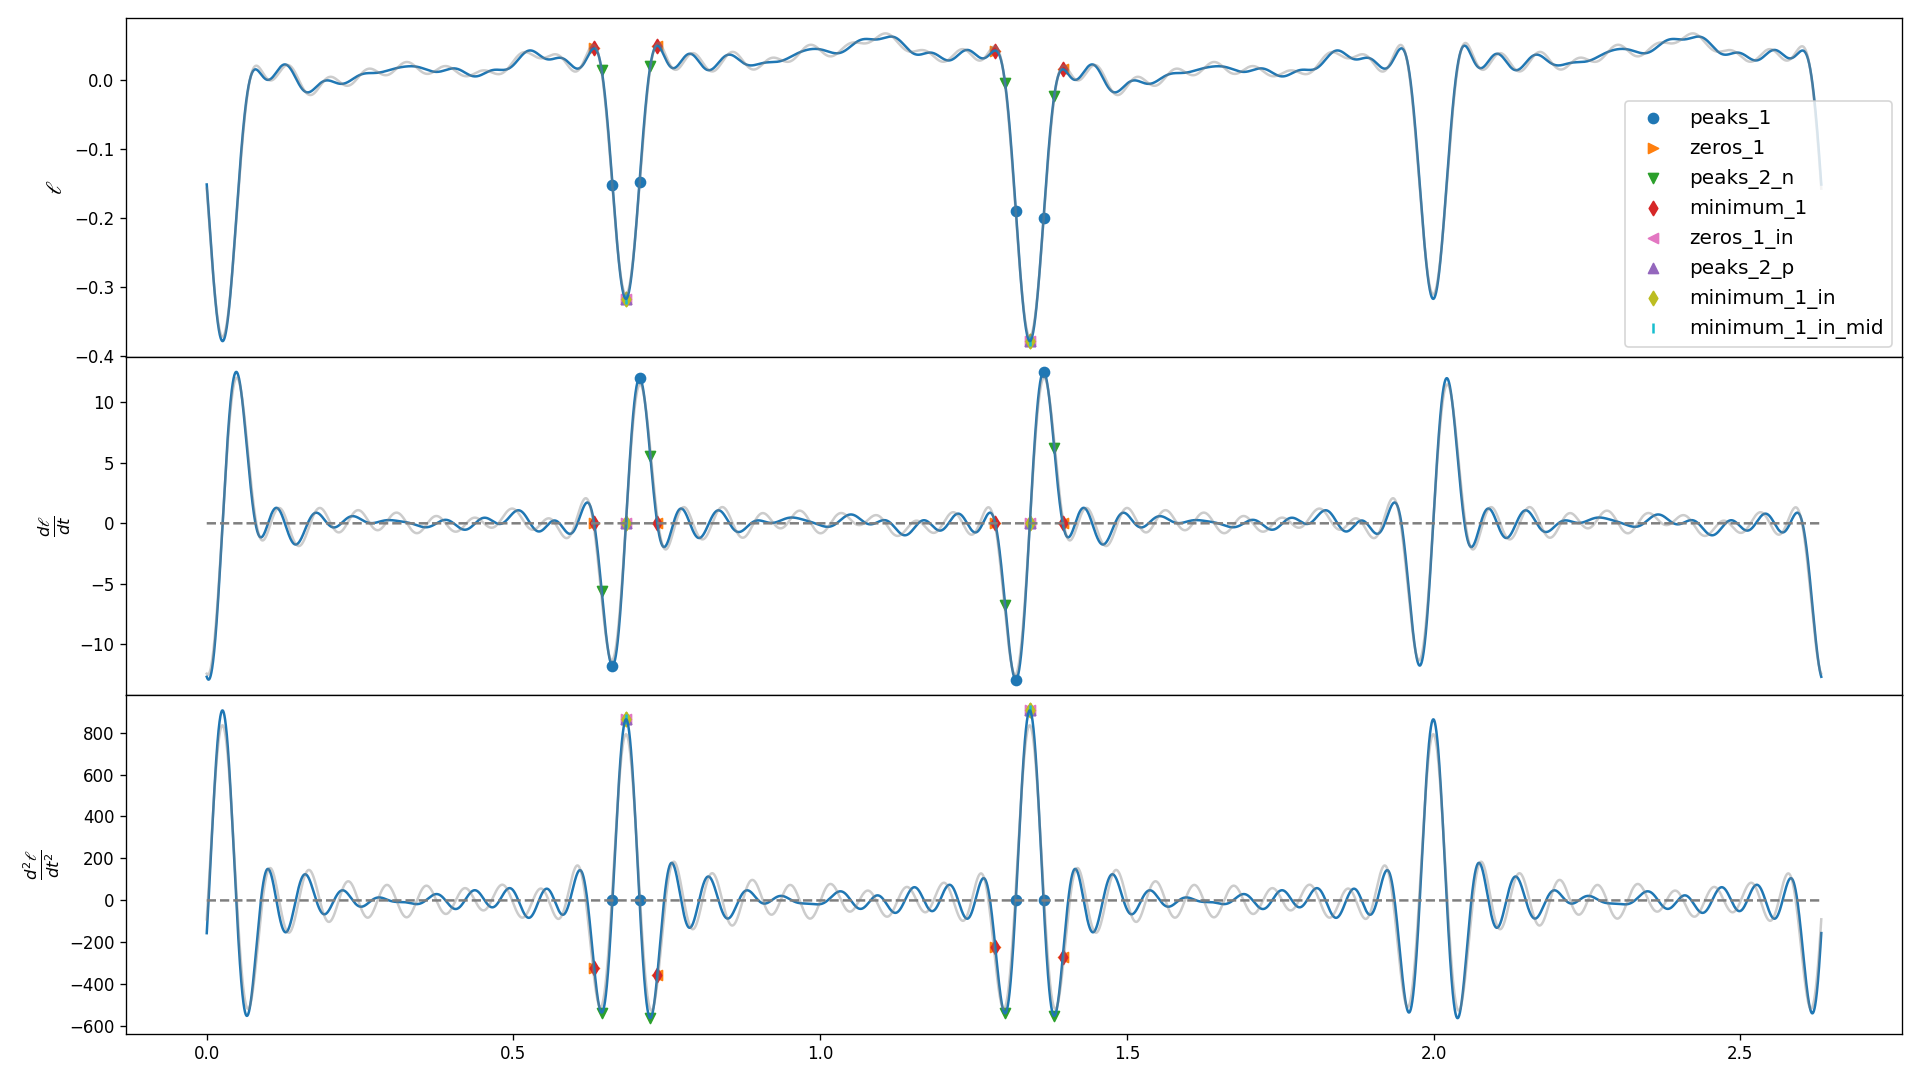 0.0
−0.1
−0.2
−0.3
−0.4
ℓ
peaks_1
zeros_1
peaks_2_n
minimum_1
zeros_1_in
peaks_2_p
minimum_1_in
minimum_1_in_mid
10
5
0
−5
−10
dℓ
dt
800
600
400
200
0
−200
−400
−600
d²ℓ
dt²
0.0 0.5 1.0 1.5 2.0 2.5